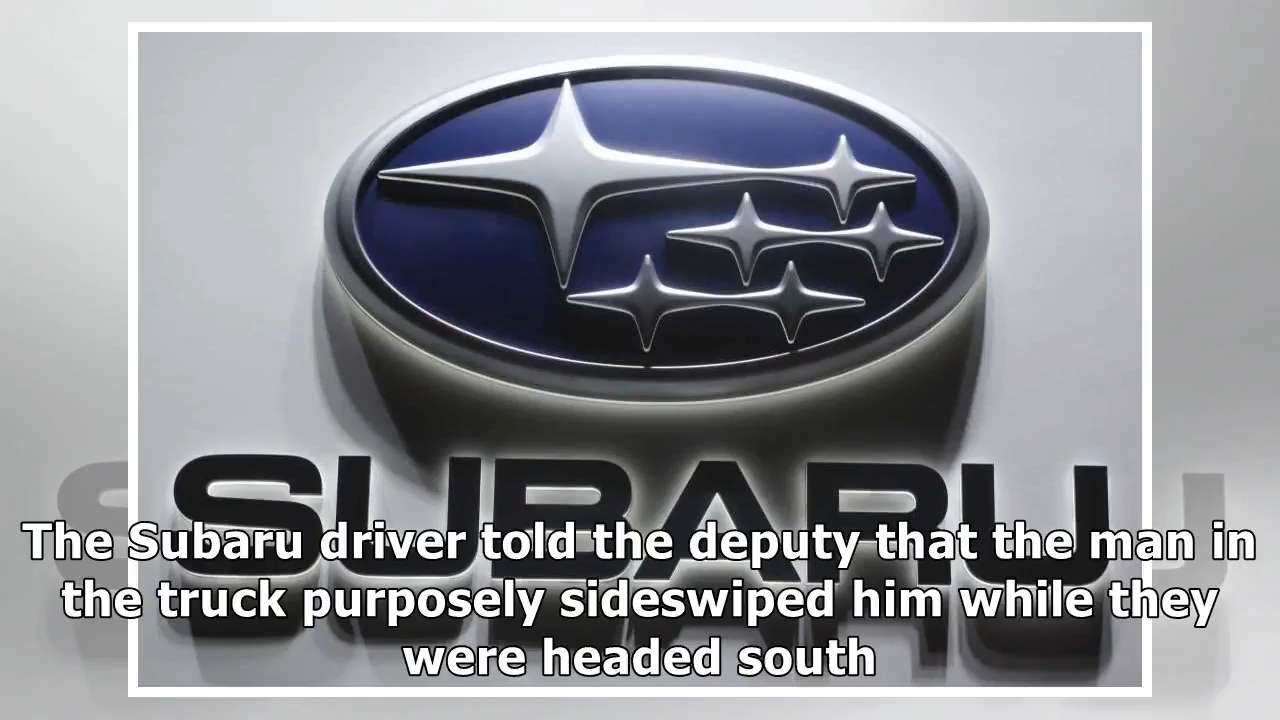 SUBARU
The Subaru driver told the deputy that the man in
the truck purposely sideswiped him while they
were headed south